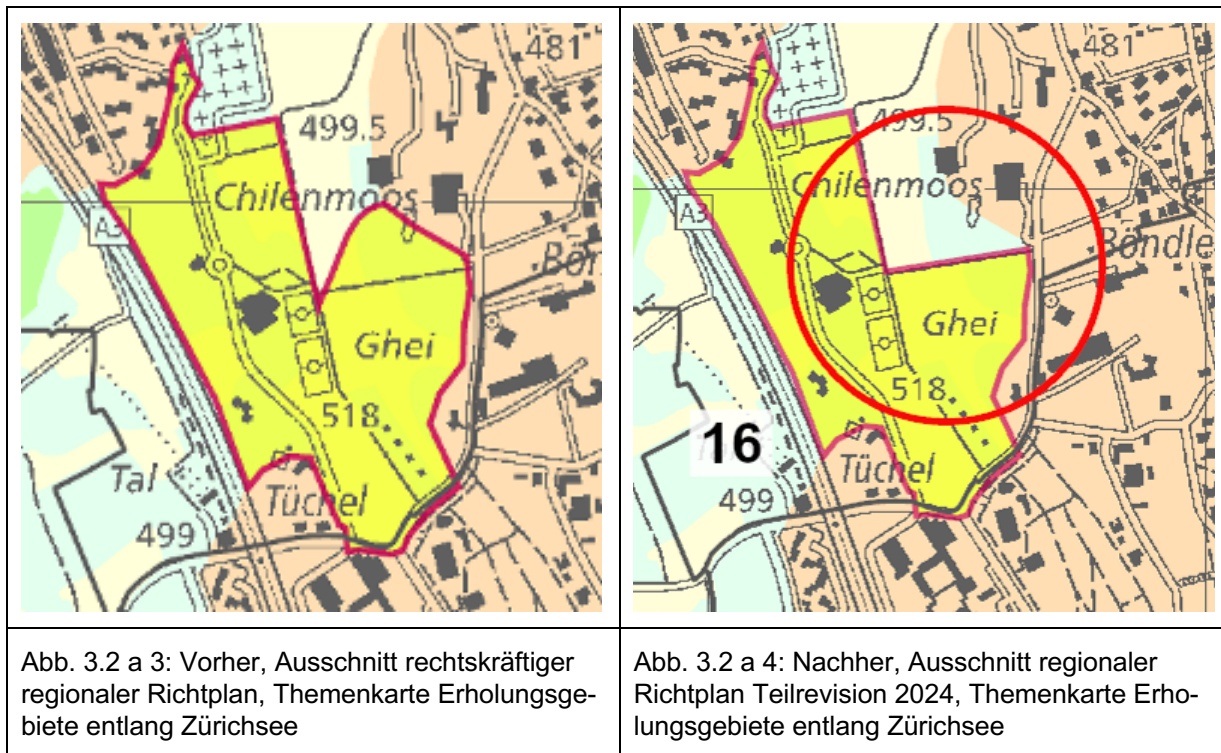 481
499.5
Chilenmoos
A3
Bön
Ghei
518
Tal
Tüchel
499
481
499.5
Chilenmoos
A3
Böndle
Ghei
518
16
Tüchel
499
Abb. 3.2 a 3: Vorher, Ausschnitt rechtskräftiger
regionaler Richtplan, Themenkarte Erholungsge-
biete entlang Zürichsee
Abb. 3.2 a 4: Nachher, Ausschnitt regionaler
Richtplan Teilrevision 2024, Themenkarte Erho-
lungsgebiete entlang Zürichsee